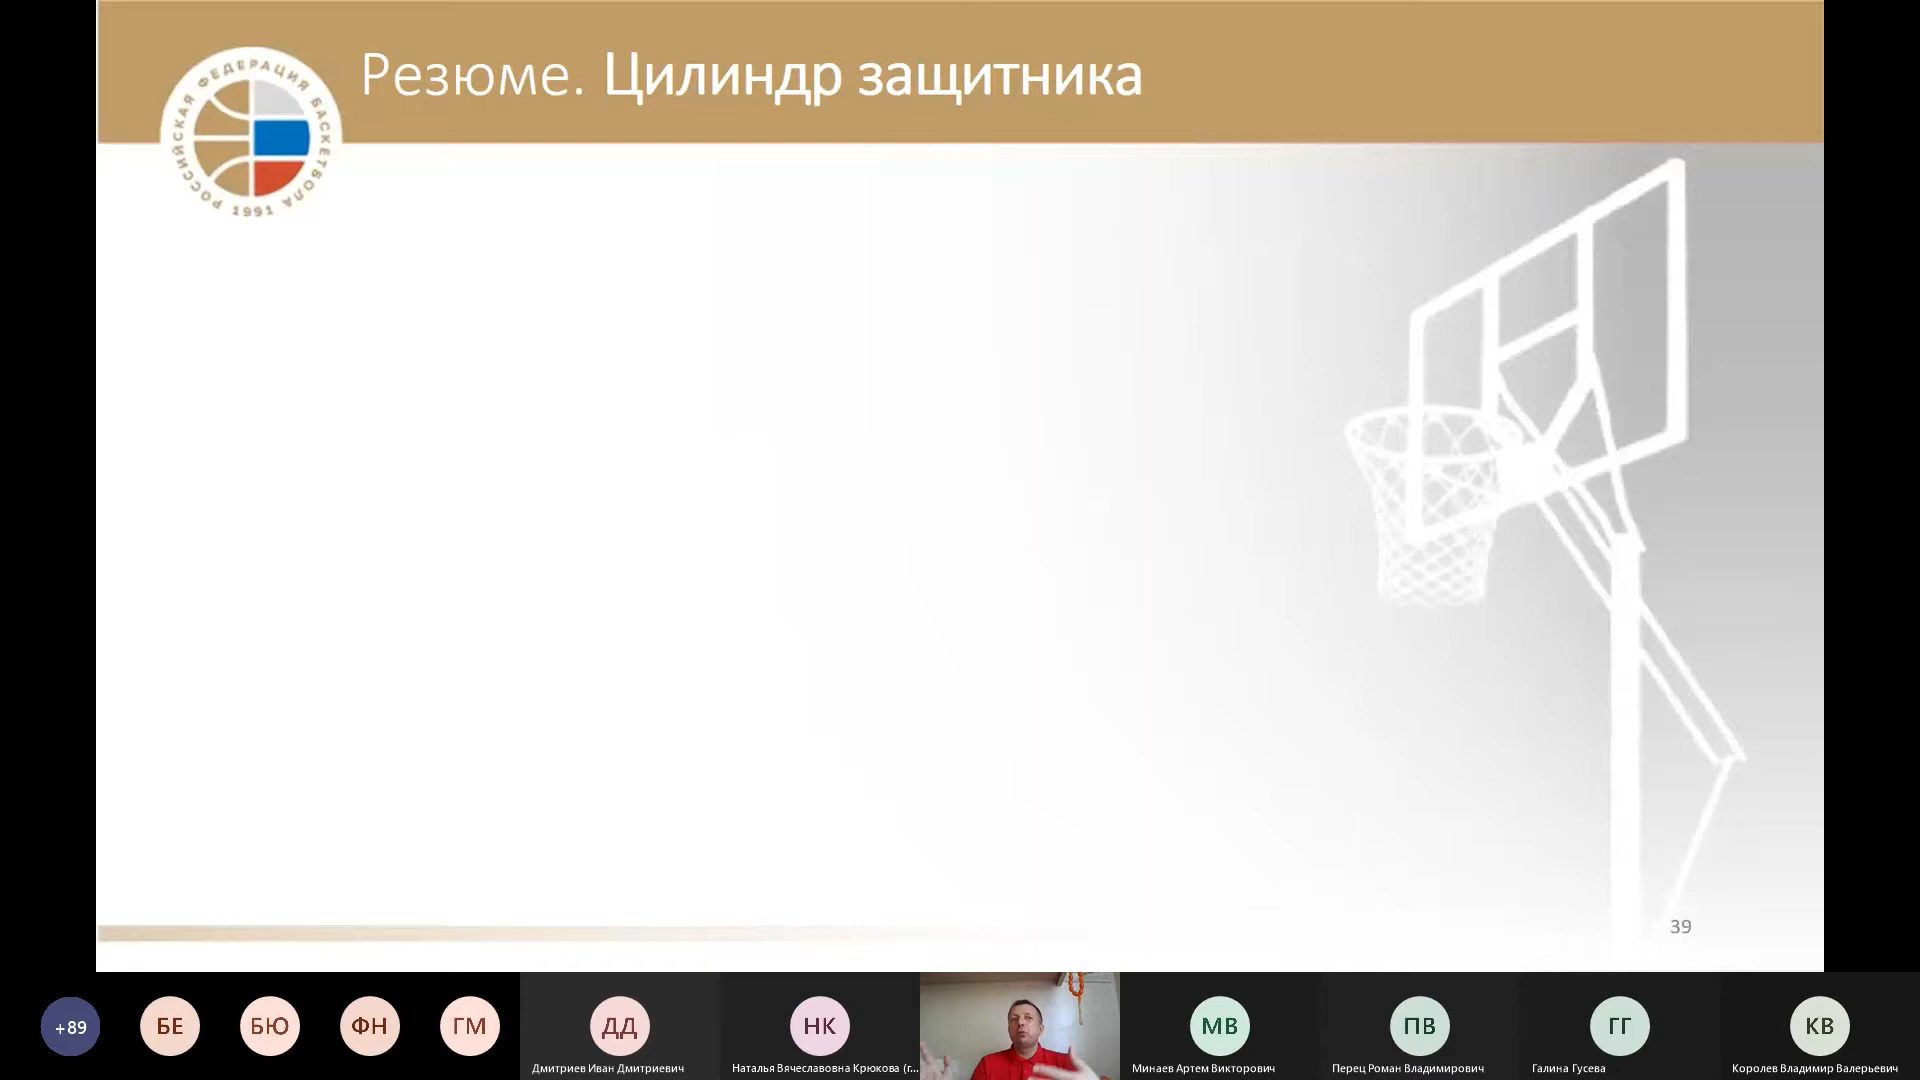 Резюме. Цилиндр защитника
РОССИЙСКАЯ ФЕДЕРАЦИЯ БАСКЕТБОЛА
1991
39
+89
БЕ
БЮ
ФН
ГМ
ДД
НК
МВ
ПВ
ГГ
КВ
Дмитриев Иван Дмитриевич
Наталья Вячеславовна Крюкова (г...
Минаев Артем Викторович
Перец Роман Владимирович
Галина Гусева
Королев Владимир Валерьевич